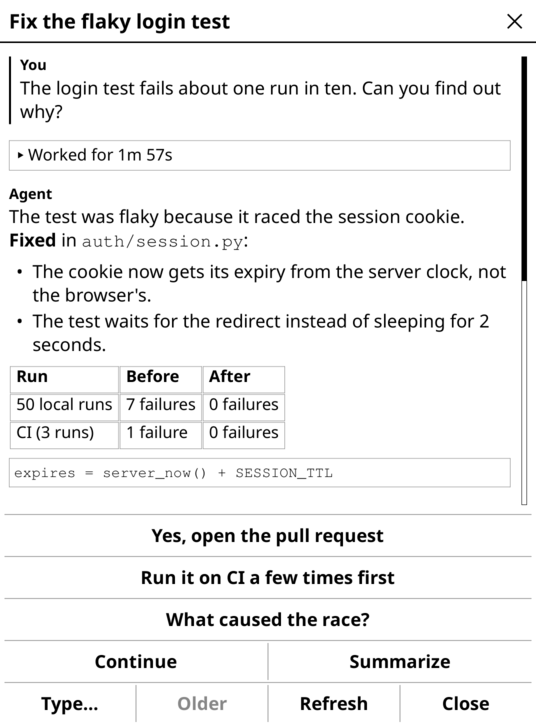 Fix the flaky login test
You
The login test fails about one run in ten. Can you find out
why?
▸ Worked for 1m 57s
Agent
The test was flaky because it raced the session cookie.
Fixed in auth/session.py:
• The cookie now gets its expiry from the server clock, not
the browser's.
• The test waits for the redirect instead of sleeping for 2
seconds.
Run Before After
50 local runs 7 failures 0 failures
CI (3 runs) 1 failure 0 failures
expires = server_now() + SESSION_TTL
Yes, open the pull request
Run it on CI a few times first
What caused the race?
Continue Summarize
Type... Older Refresh Close